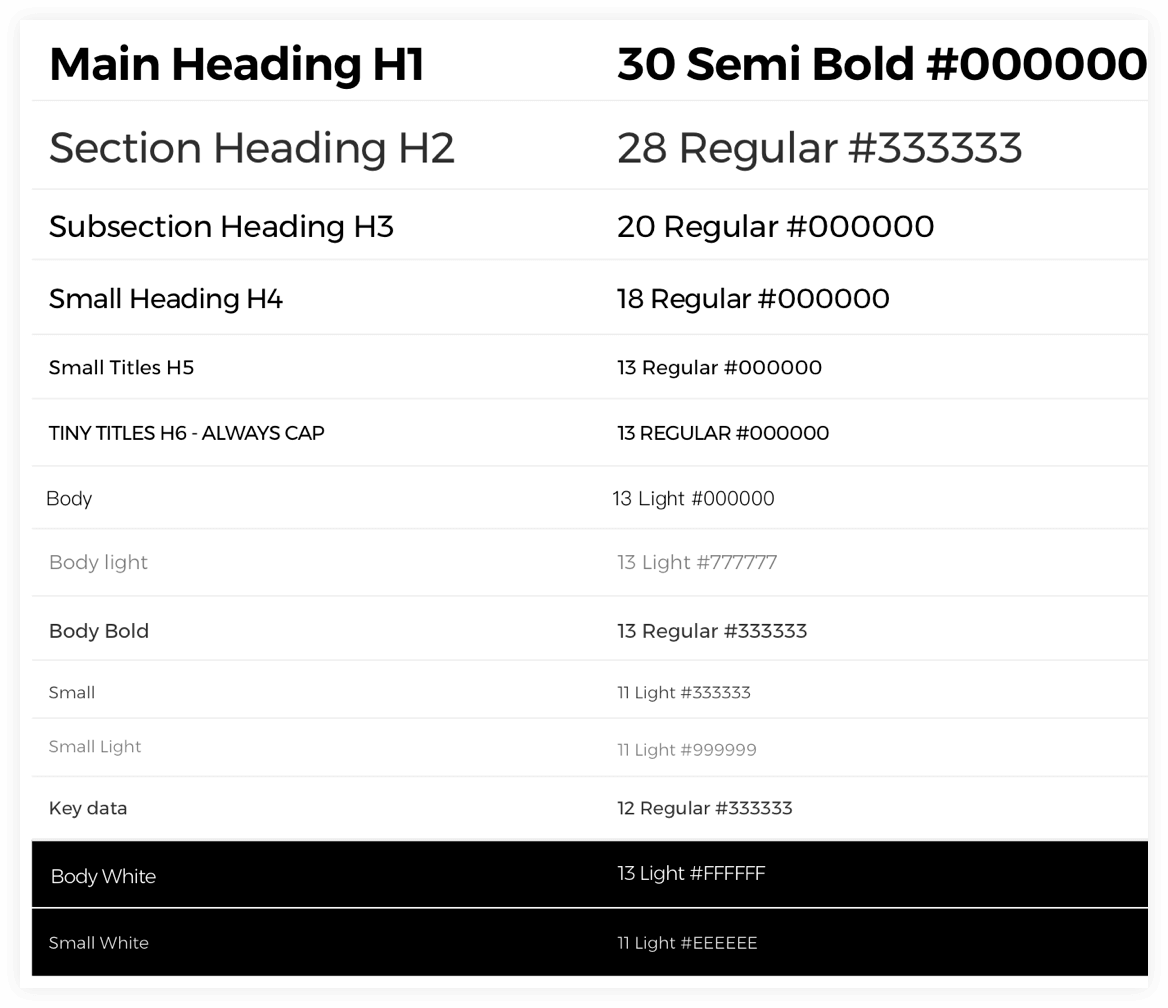 Main Heading H1 30 Semi Bold #000000
Section Heading H2 28 Regular #333333
Subsection Heading H3 20 Regular #000000
Small Heading H4 18 Regular #000000
Small Titles H5 13 Regular #000000
TINY TITLES H6 - ALWAYS CAP 13 REGULAR #000000
Body 13 Light #000000
Body light 13 Light #777777
Body Bold 13 Regular #333333
Small 11 Light #333333
Small Light 11 Light #999999
Key data 12 Regular #333333
Body White 13 Light #FFFFFF
Small White 11 Light #EEEEEE